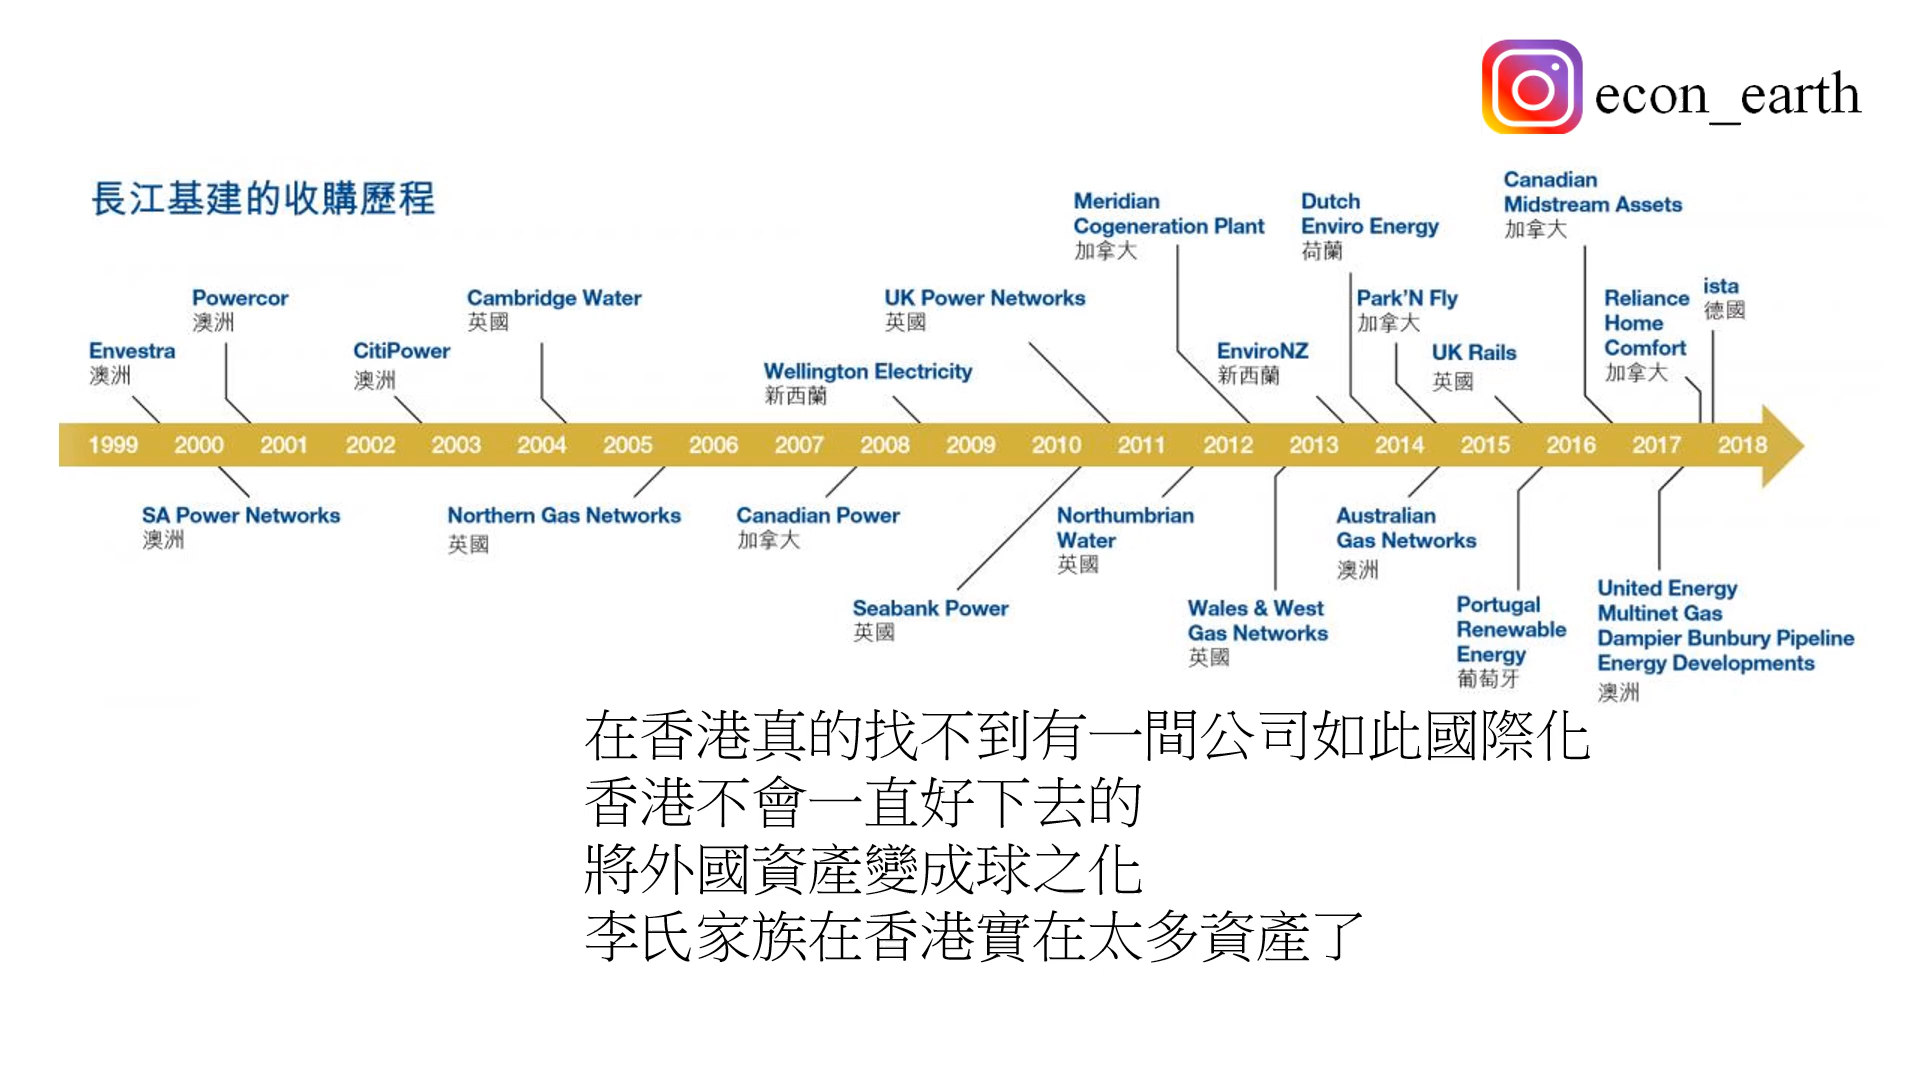 econ_earth
長江基建的收購歷程
Envestra
澳洲
Powercor
澳洲
CitiPower
澳洲
Cambridge Water
英國
Wellington Electricity
新西蘭
UK Power Networks
英國
Meridian
Cogeneration Plant
加拿大
EnviroNZ
新西蘭
Dutch
Enviro Energy
荷蘭
Park'N Fly
加拿大
UK Rails
英國
Canadian
Midstream Assets
加拿大
Reliance
Home
Comfort
加拿大
ista
德國
1999 2000 2001 2002 2003 2004 2005 2006 2007 2008 2009 2010 2011 2012 2013 2014 2015 2016 2017 2018
SA Power Networks
澳洲
Northern Gas Networks
英國
Canadian Power
加拿大
Seabank Power
英國
Northumbrian
Water
英國
Wales & West
Gas Networks
英國
Australian
Gas Networks
澳洲
Portugal
Renewable
Energy
葡萄牙
United Energy
Multinet Gas
Dampier Bunbury Pipeline
Energy Developments
澳洲
在香港真的找不到有一間公司如此國際化
香港不會一直好下去的
將外國資產變成球之化
李氏家族在香港實在太多資產了